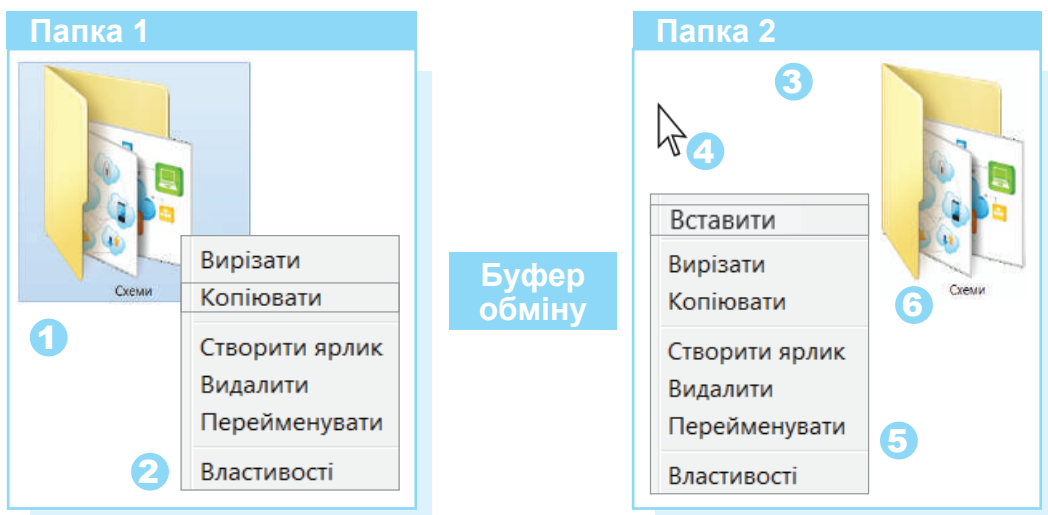 Папка 1
Схеми
1
Вирізати
Копіювати
Створити ярлик
Видалити
Перейменувати
Властивості
2
Буфер
обміну
Папка 2
3
4
Вставити
Вирізати
Копіювати
Створити ярлик
Видалити
Перейменувати
Властивості
5
Схеми
6